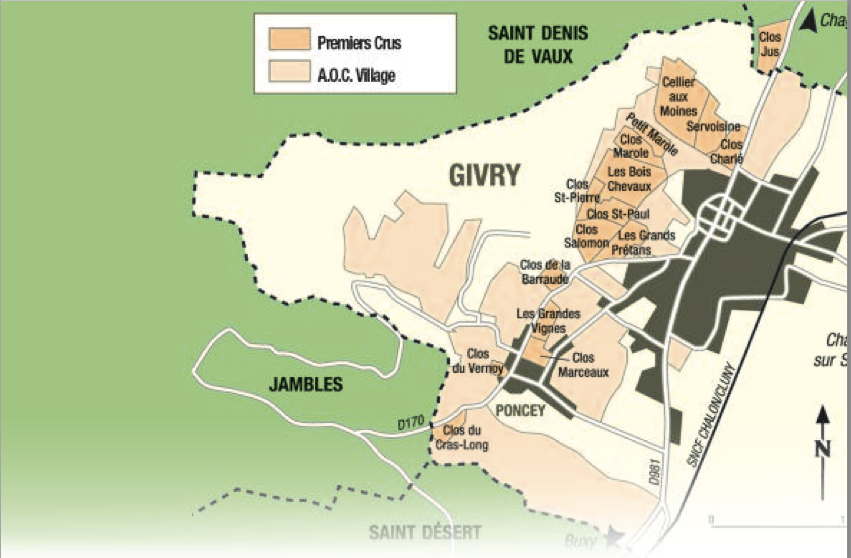 Premiers Crus
A.O.C. Village
SAINT DENIS
DE VAUX
Clos
Jus
Cellier
aux
Moines
Servoisine
Clos
Charlé
Petit Marole
Clos
Marole
Les Bois
Chevaux
Clos
St-Pierre
Clos St-Paul
Clos
Salomon
Les Grands
Prétans
GIVRY
Clos de la
Barraude
Les Grandes
Vignes
Clos
du Vernoy
Clos
Marceaux
PONCEY
JAMBLES
D170
Clos du
Cras-Long
SNCF CHALON/CLUNY
D981
N
SAINT DÉSERT
Buxy
0
sur S